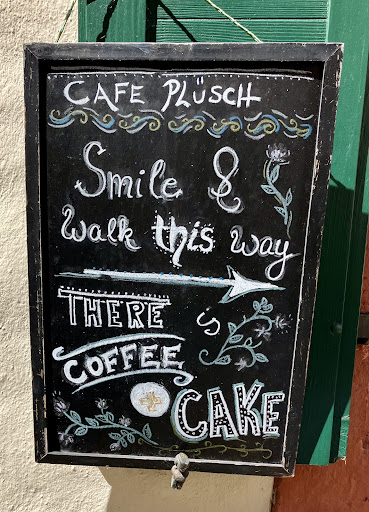 CAFE PLÜSCH
Smile &
Walk this way
THERE is
COFFEE
+ CAKE